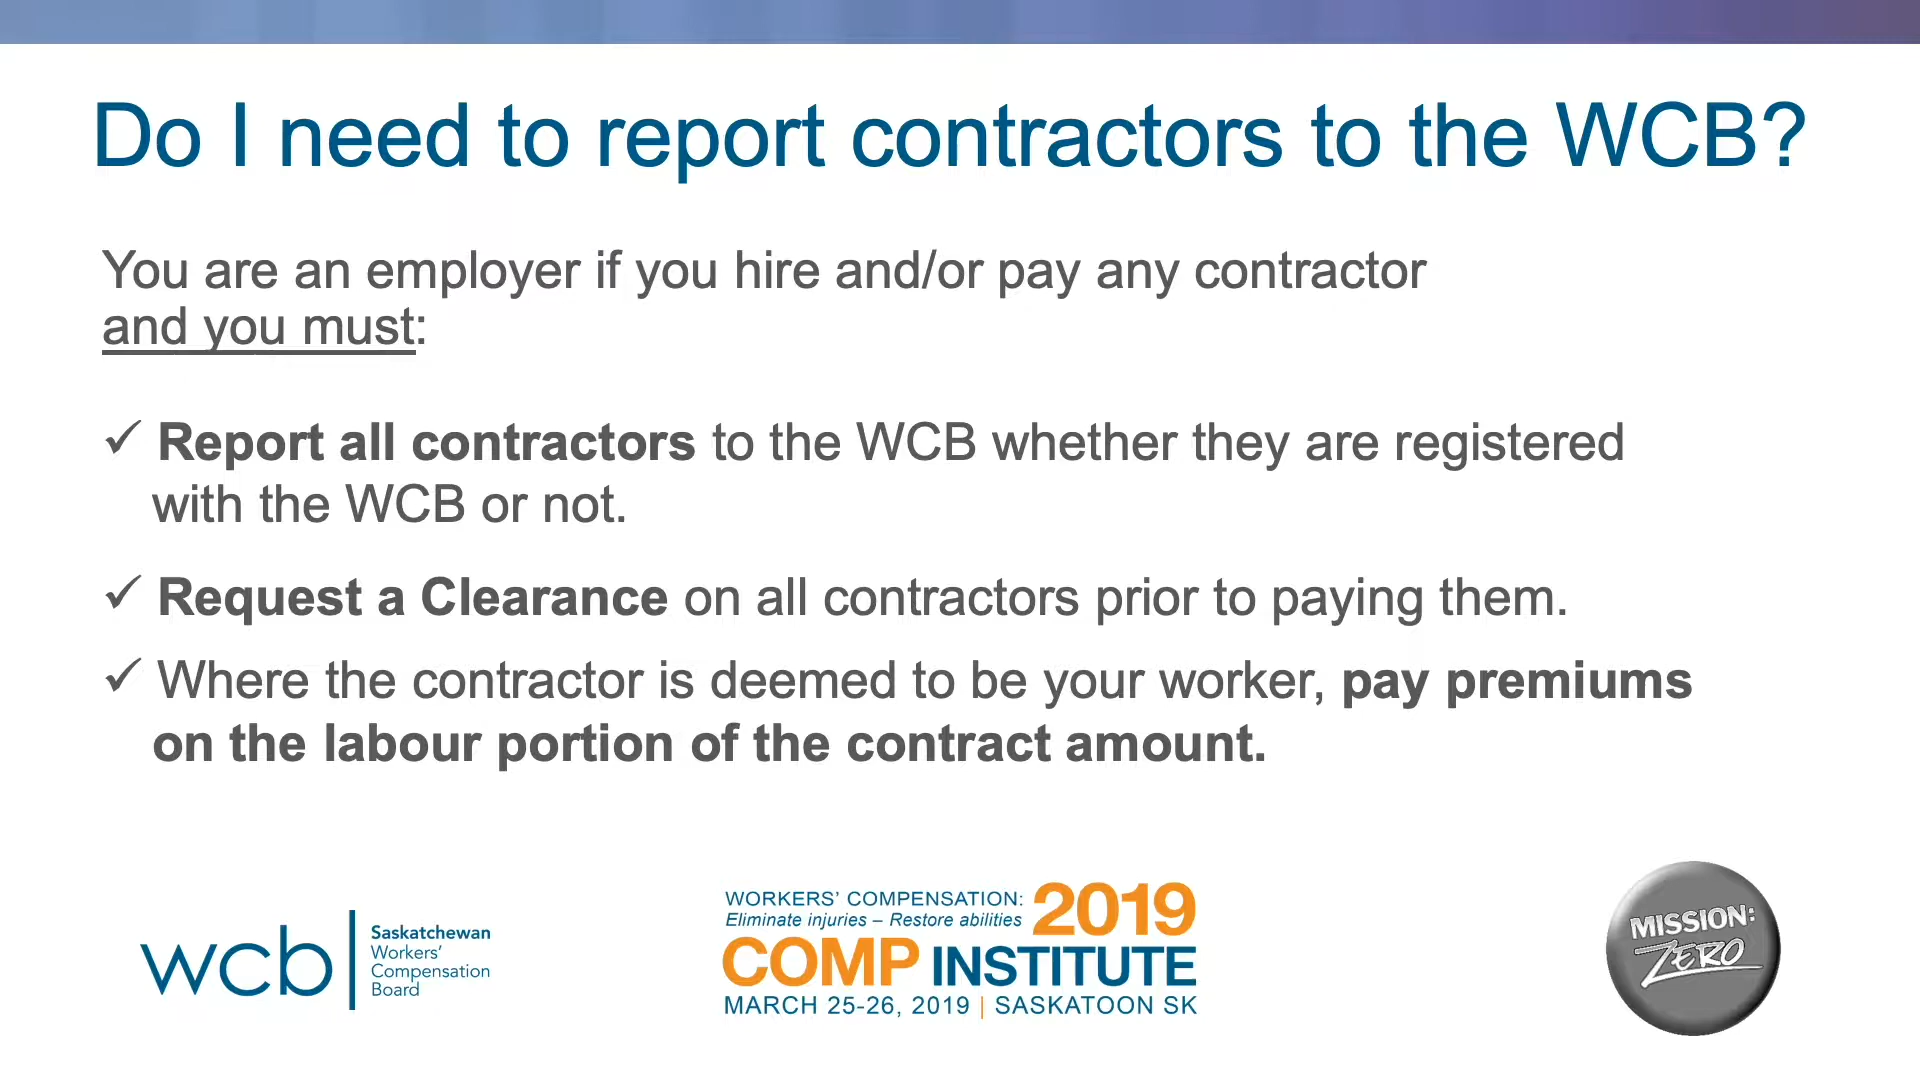 Do I need to report contractors to the WCB?
You are an employer if you hire and/or pay any contractor
and you must:
✓ Report all contractors to the WCB whether they are registered
with the WCB or not.
✓ Request a Clearance on all contractors prior to paying them.
✓ Where the contractor is deemed to be your worker, pay premiums
on the labour portion of the contract amount.
wcb
Saskatchewan
Workers'
Compensation
Board
WORKERS' COMPENSATION:
Eliminate injuries – Restore abilities
2019
COMP INSTITUTE
MARCH 25-26, 2019 | SASKATOON SK
MISSION:
ZERO